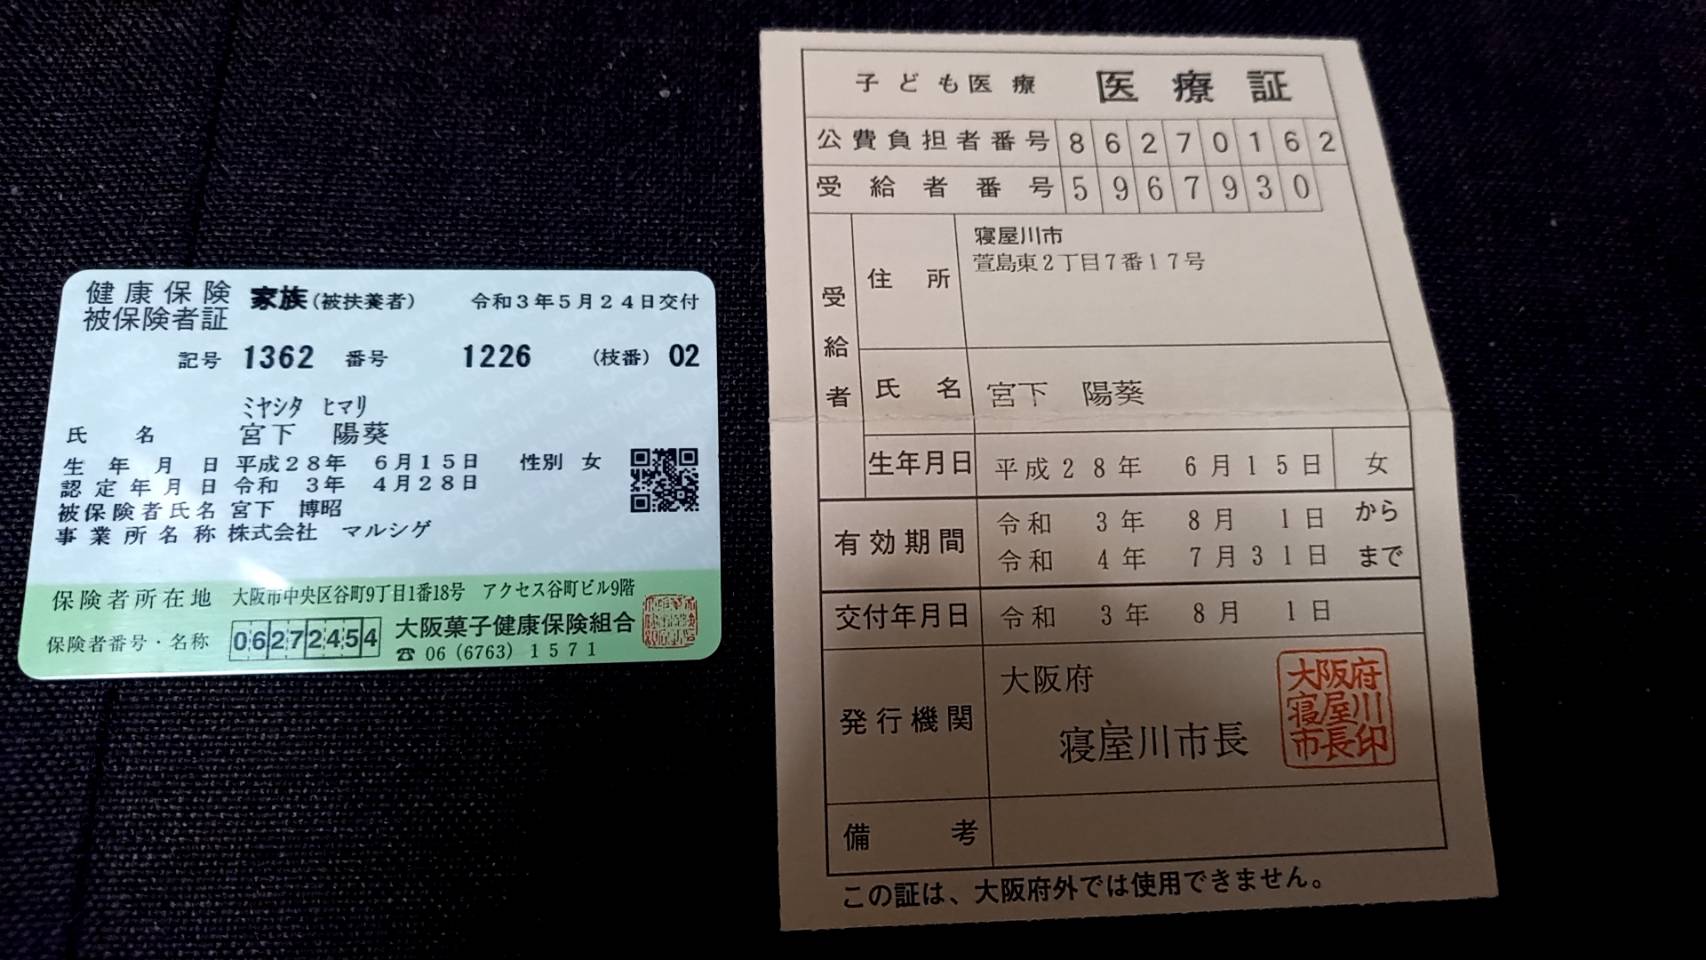 健康保険 家族(被扶養者) 令和3年5月24日交付
被保険者証
記号 1362 番号 1226 (枝番) 02
ミヤシタ ヒマリ
氏名 宮下 陽葵
生年月日 平成28年 6月15日 性別 女
認定年月日 令和 3年 4月28日
被保険者氏名 宮下 博昭
事業所名称 株式会社 マルシゲ
保険者所在地 大阪市中央区谷町9丁目1番18号 アクセス谷町ビル9階
保険者番号・名称 06272454 大阪菓子健康保険組合
☎ 06 (6763) 1571
子ども医療 医療証
公費負担者番号 86270162
受給者番号 5967930
受給者
住所 寝屋川市
萱島東2丁目7番17号
氏名 宮下 陽葵
生年月日 平成28年 6月15日 女
有効期間 令和 3年 8月 1日 から
令和 4年 7月31日 まで
交付年月日 令和 3年 8月 1日
発行機関 大阪府
寝屋川市長
大阪府
寝屋川
市長印
備考
この証は、大阪府外では使用できません。